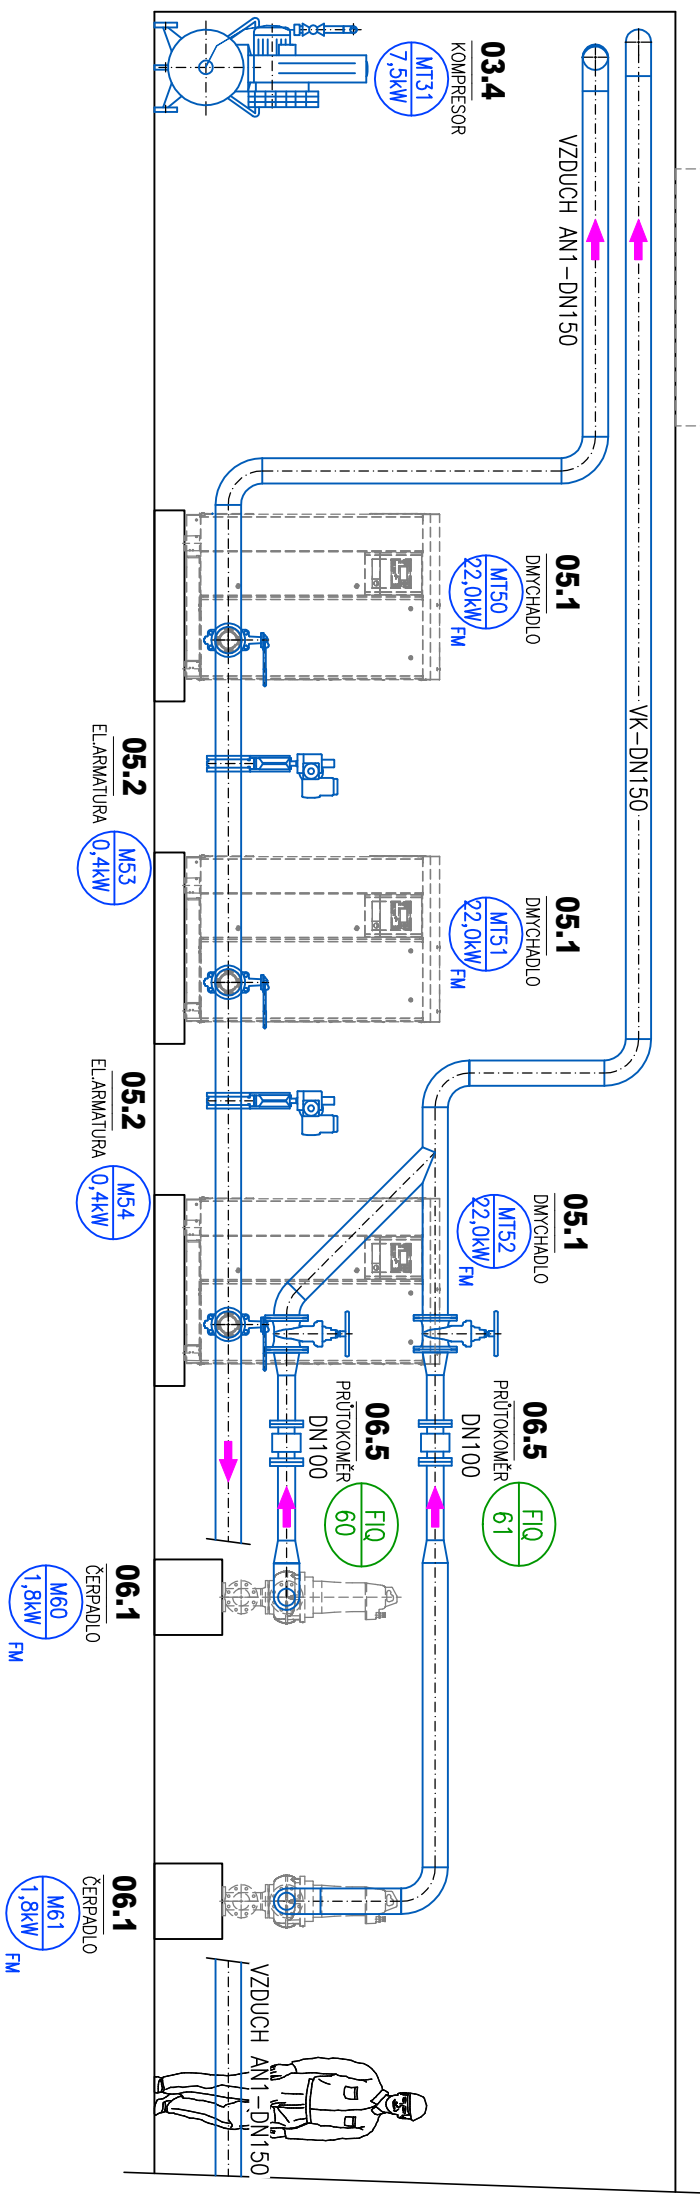 03.4
KOMPRESOR
MT31
7,5kW
VZDUCH AN1-DN150
VK-DN150
05.1
DMYCHADLO
MT50
22,0kW
FM
05.2
EL.ARMATURA
M53
0,4kW
05.1
DMYCHADLO
MT51
22,0kW
FM
05.2
EL.ARMATURA
M54
0,4kW
05.1
DMYCHADLO
MT52
22,0kW
FM
06.5
PRŮTOKOMĚR
DN100
FIQ
61
06.5
PRŮTOKOMĚR
DN100
FIQ
60
06.1
ČERPADLO
M60
1,8kW
FM
06.1
ČERPADLO
M61
1,8kW
FM
VZDUCH AN1-DN150